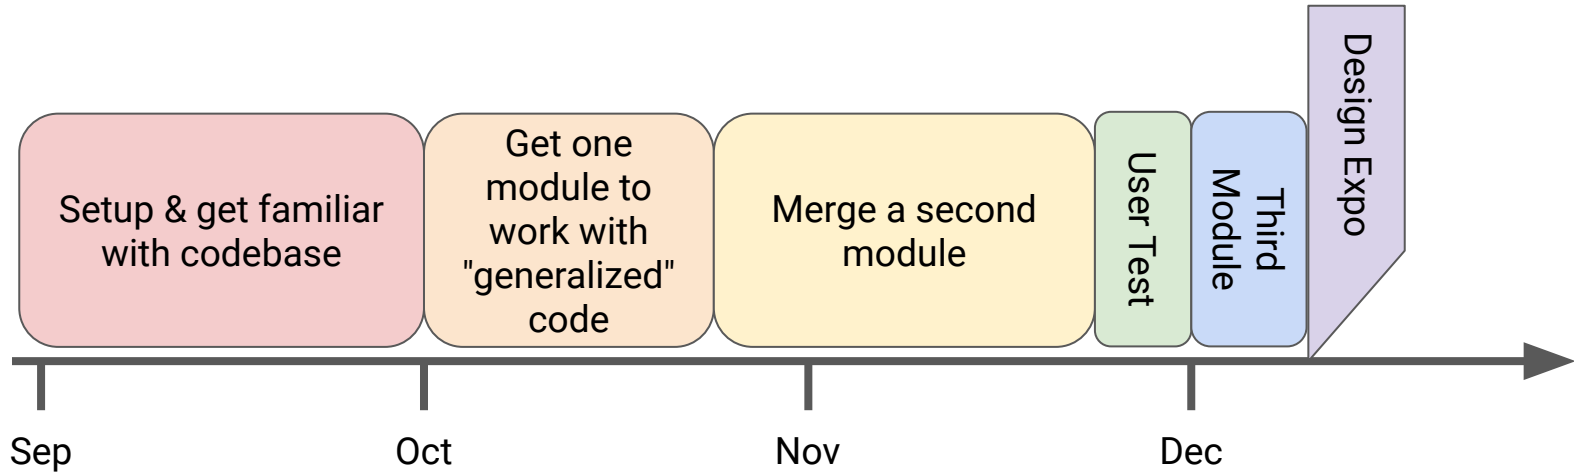 Setup & get familiar
with codebase
Get one
module to
work with
"generalized"
code
Merge a second
module
User Test
Third
Module
Design Expo
Sep
Oct
Nov
Dec